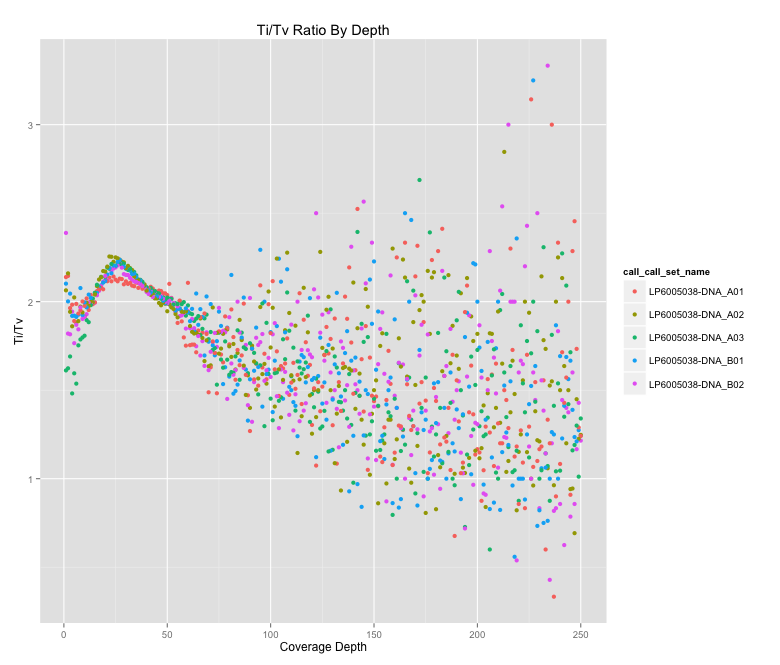 Ti/Tv Ratio By Depth
3
2
1
Ti/Tv
0
50
100
150
200
250
Coverage Depth
call_call_set_name
LP6005038-DNA_A01
LP6005038-DNA_A02
LP6005038-DNA_A03
LP6005038-DNA_B01
LP6005038-DNA_B02